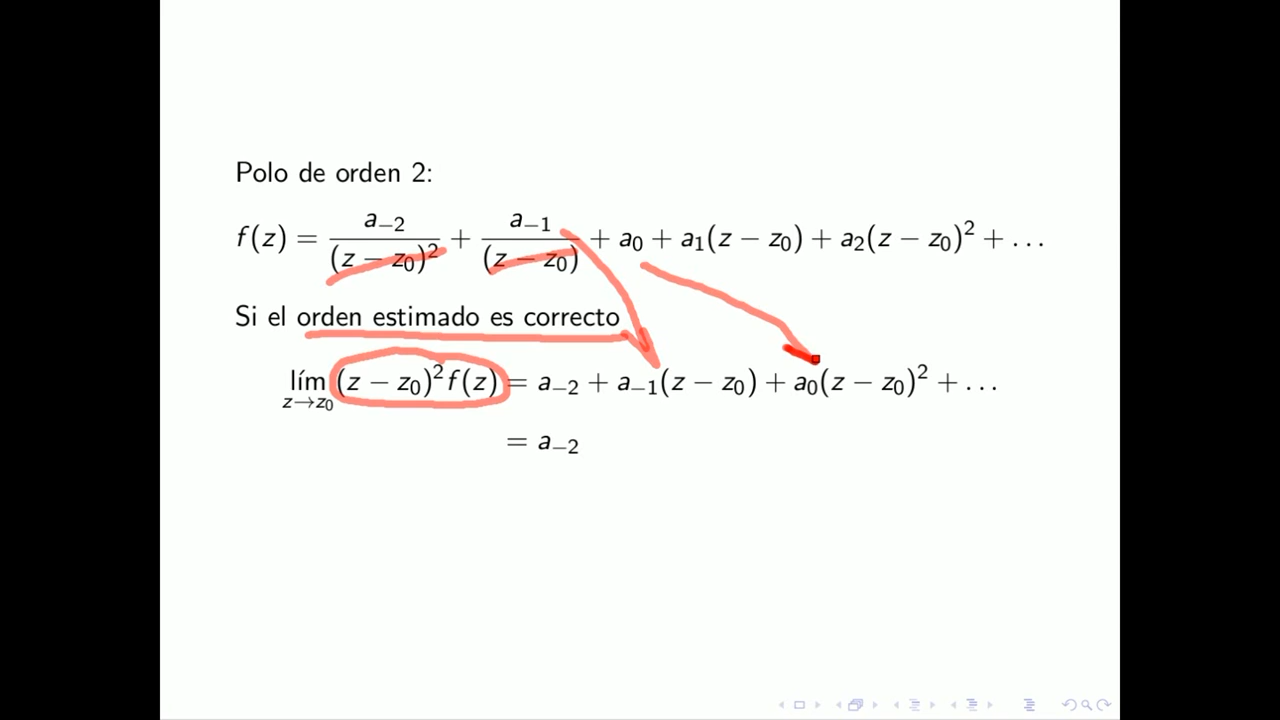 Polo de orden 2:
f(z) = a₋₂/(z − z₀)² + a₋₁/(z − z₀) + a₀ + a₁(z − z₀) + a₂(z − z₀)² + …
Si el orden estimado es correcto
lím z→z₀ (z − z₀)² f(z) = a₋₂ + a₋₁(z − z₀) + a₀(z − z₀)² + …
= a₋₂